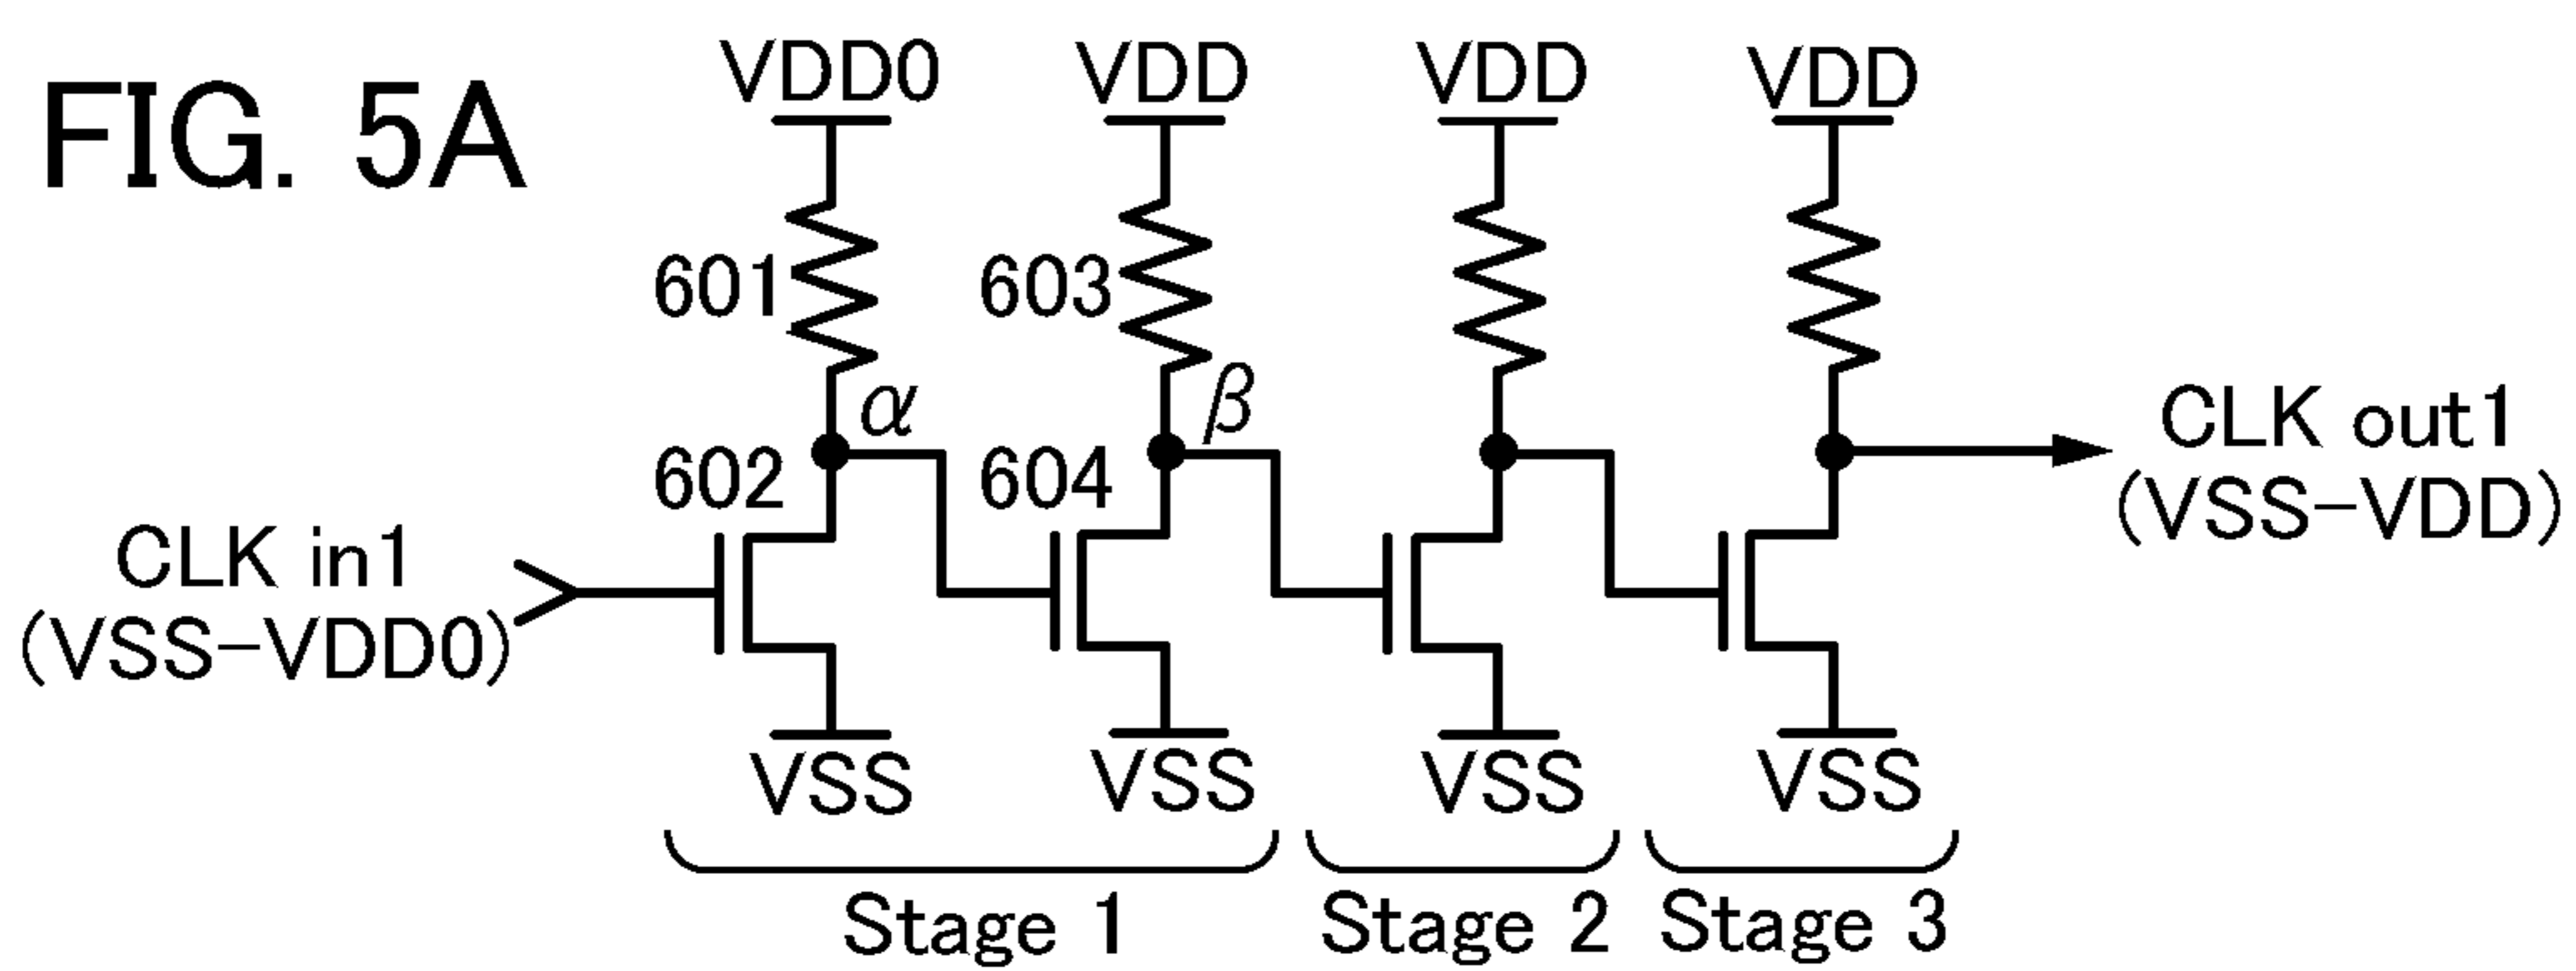 FIG. 5A
VDD0
VDD
VDD
VDD
601
603
α
β
602
604
CLK in1
(VSS-VDD0)
CLK out1
(VSS-VDD)
VSS
VSS
VSS
VSS
Stage 1
Stage 2
Stage 3